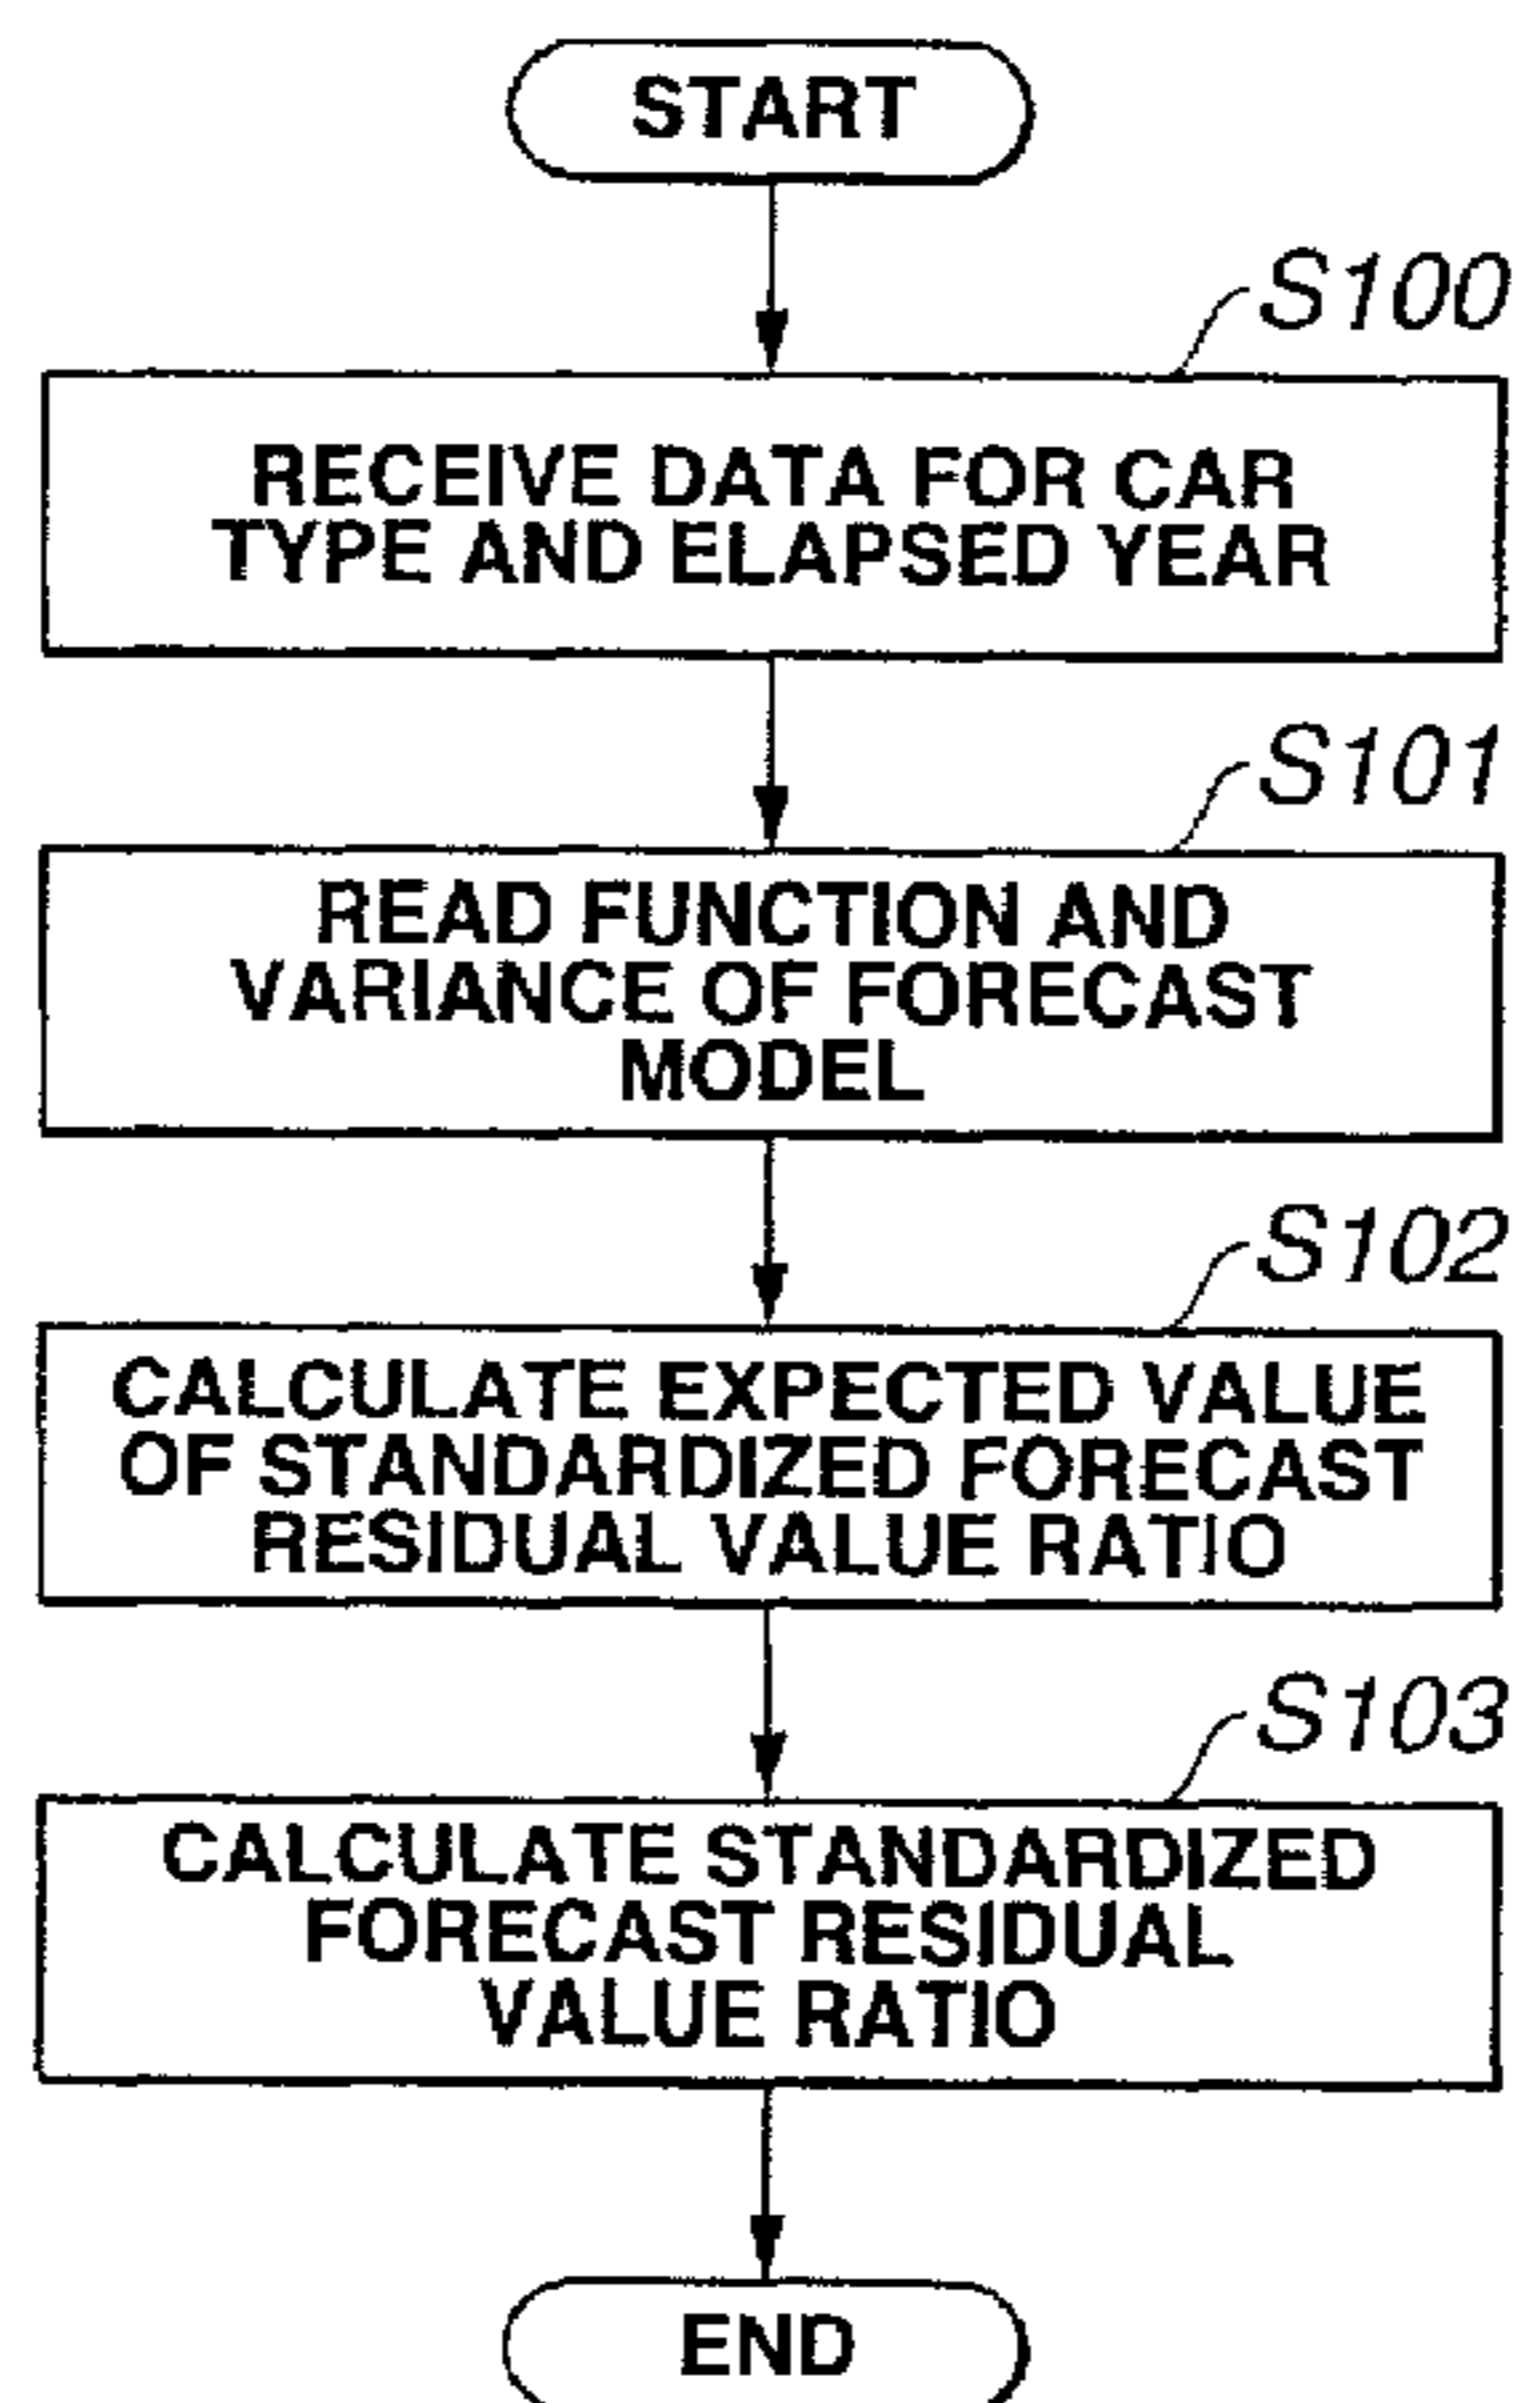 START
S100
RECEIVE DATA FOR CAR
TYPE AND ELAPSED YEAR
S101
READ FUNCTION AND
VARIANCE OF FORECAST
MODEL
S102
CALCULATE EXPECTED VALUE
OF STANDARDIZED FORECAST
RESIDUAL VALUE RATIO
S103
CALCULATE STANDARDIZED
FORECAST RESIDUAL
VALUE RATIO
END